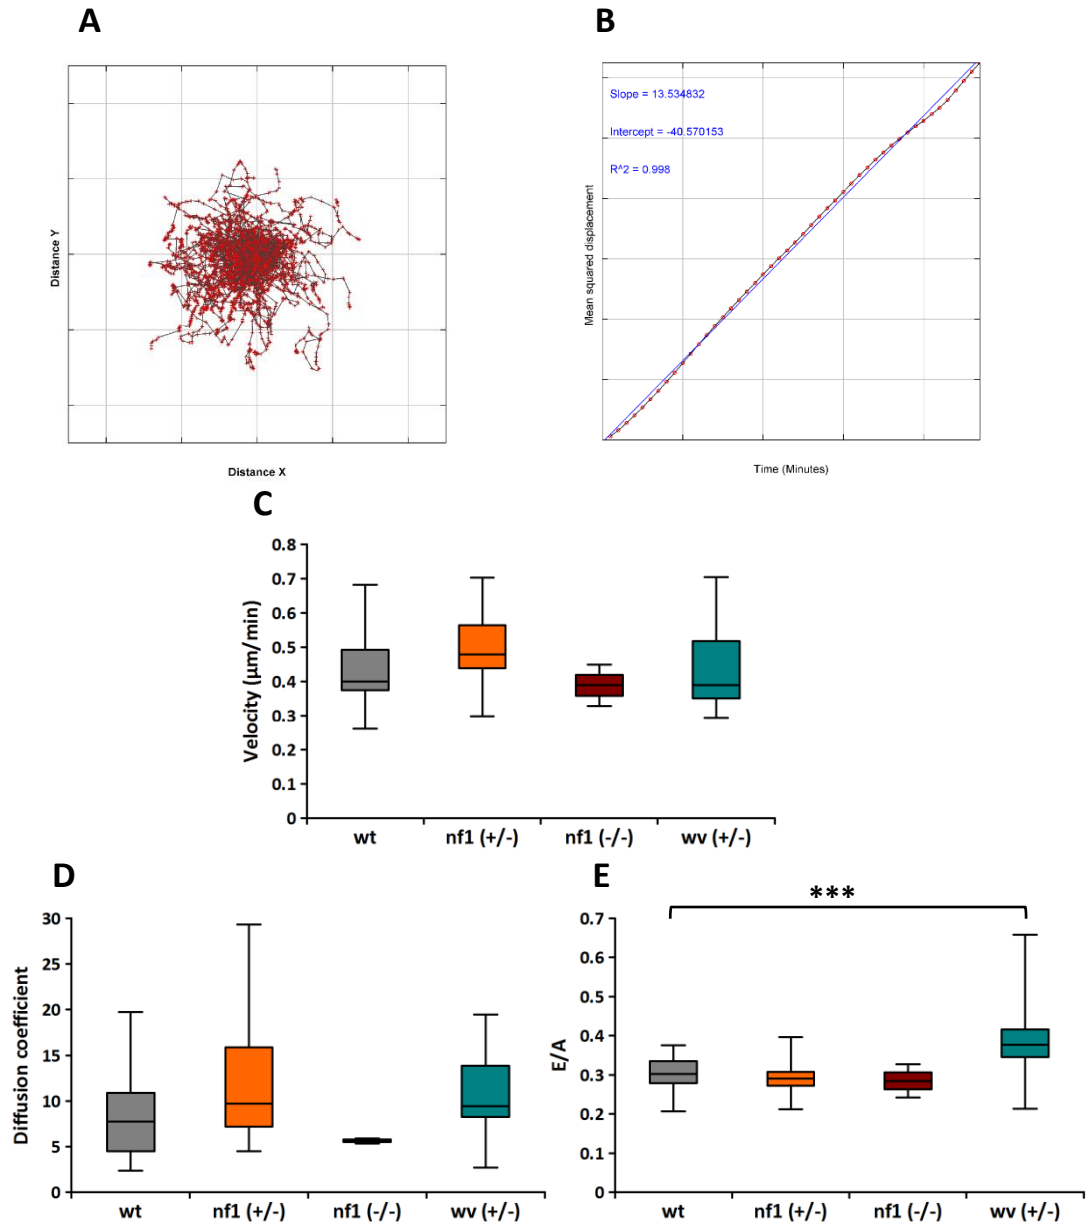 A
B
Distance Y
Distance X
Slope = 13.534832
Intercept = -40.570153
R^2 = 0.998
Mean squared displacement
Time (Minutes)
C
Velocity (µm/min)
0.8
0.7
0.6
0.5
0.4
0.3
0.2
0.1
0
wt nf1 (+/-) nf1 (-/-) wv (+/-)
D
Diffusion coefficient
30
25
20
15
10
5
0
wt nf1 (+/-) nf1 (-/-) wv (+/-)
E
***
E/A
0.7
0.6
0.5
0.4
0.3
0.2
0.1
0
wt nf1 (+/-) nf1 (-/-) wv (+/-)